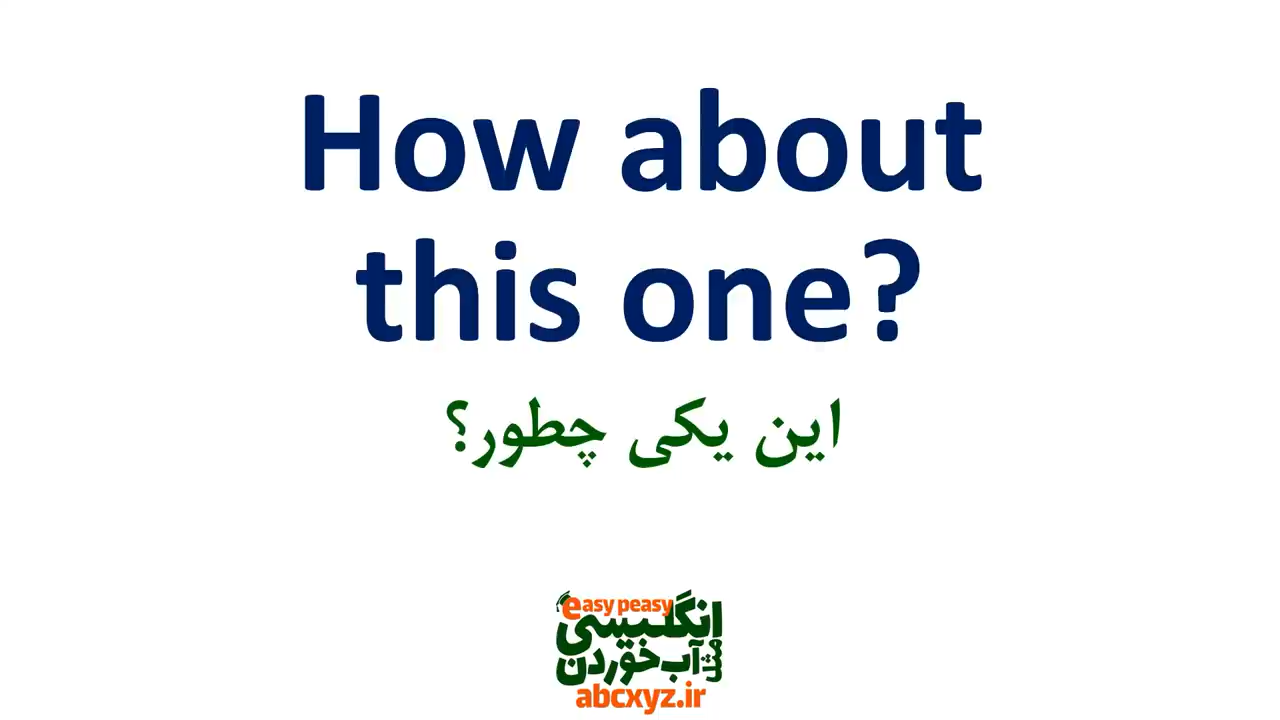 How about
this one?
این یکی چطور؟
easy peasy
انگلیسی
مثل آب خوردن
abcxyz.ir